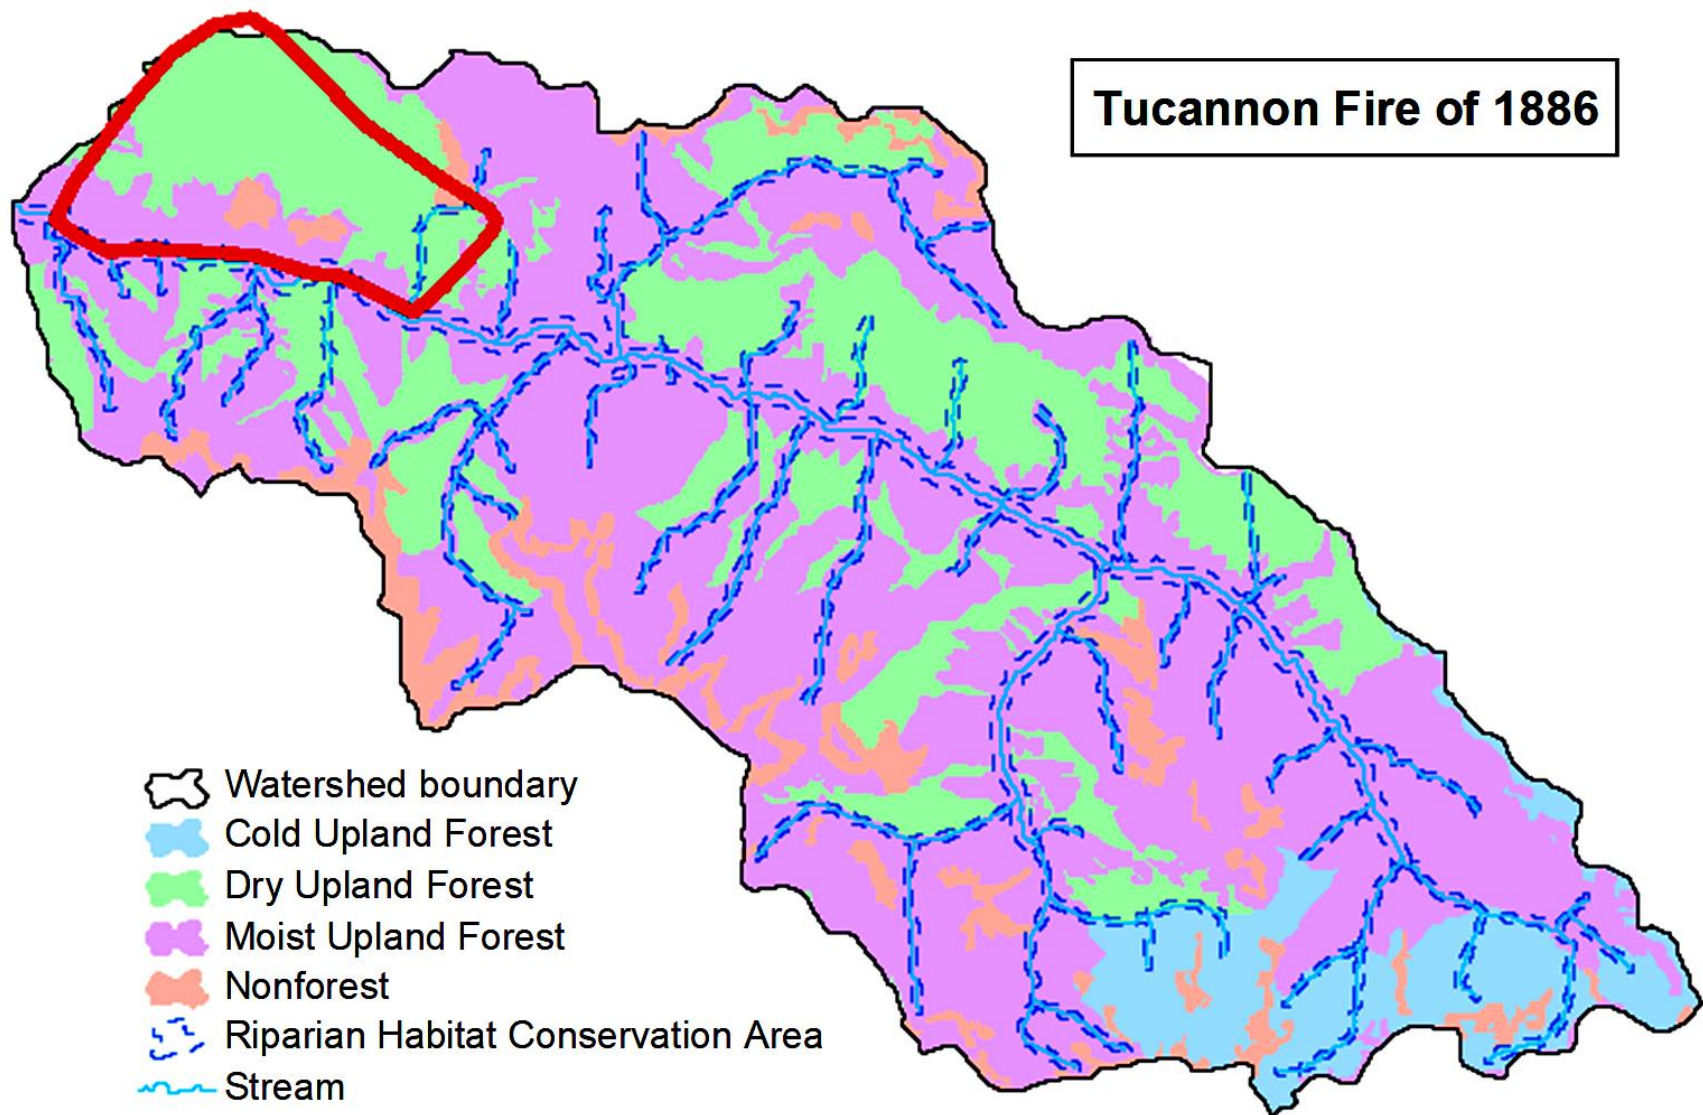 Tucannon Fire of 1886
Watershed boundary
Cold Upland Forest
Dry Upland Forest
Moist Upland Forest
Nonforest
Riparian Habitat Conservation Area
Stream